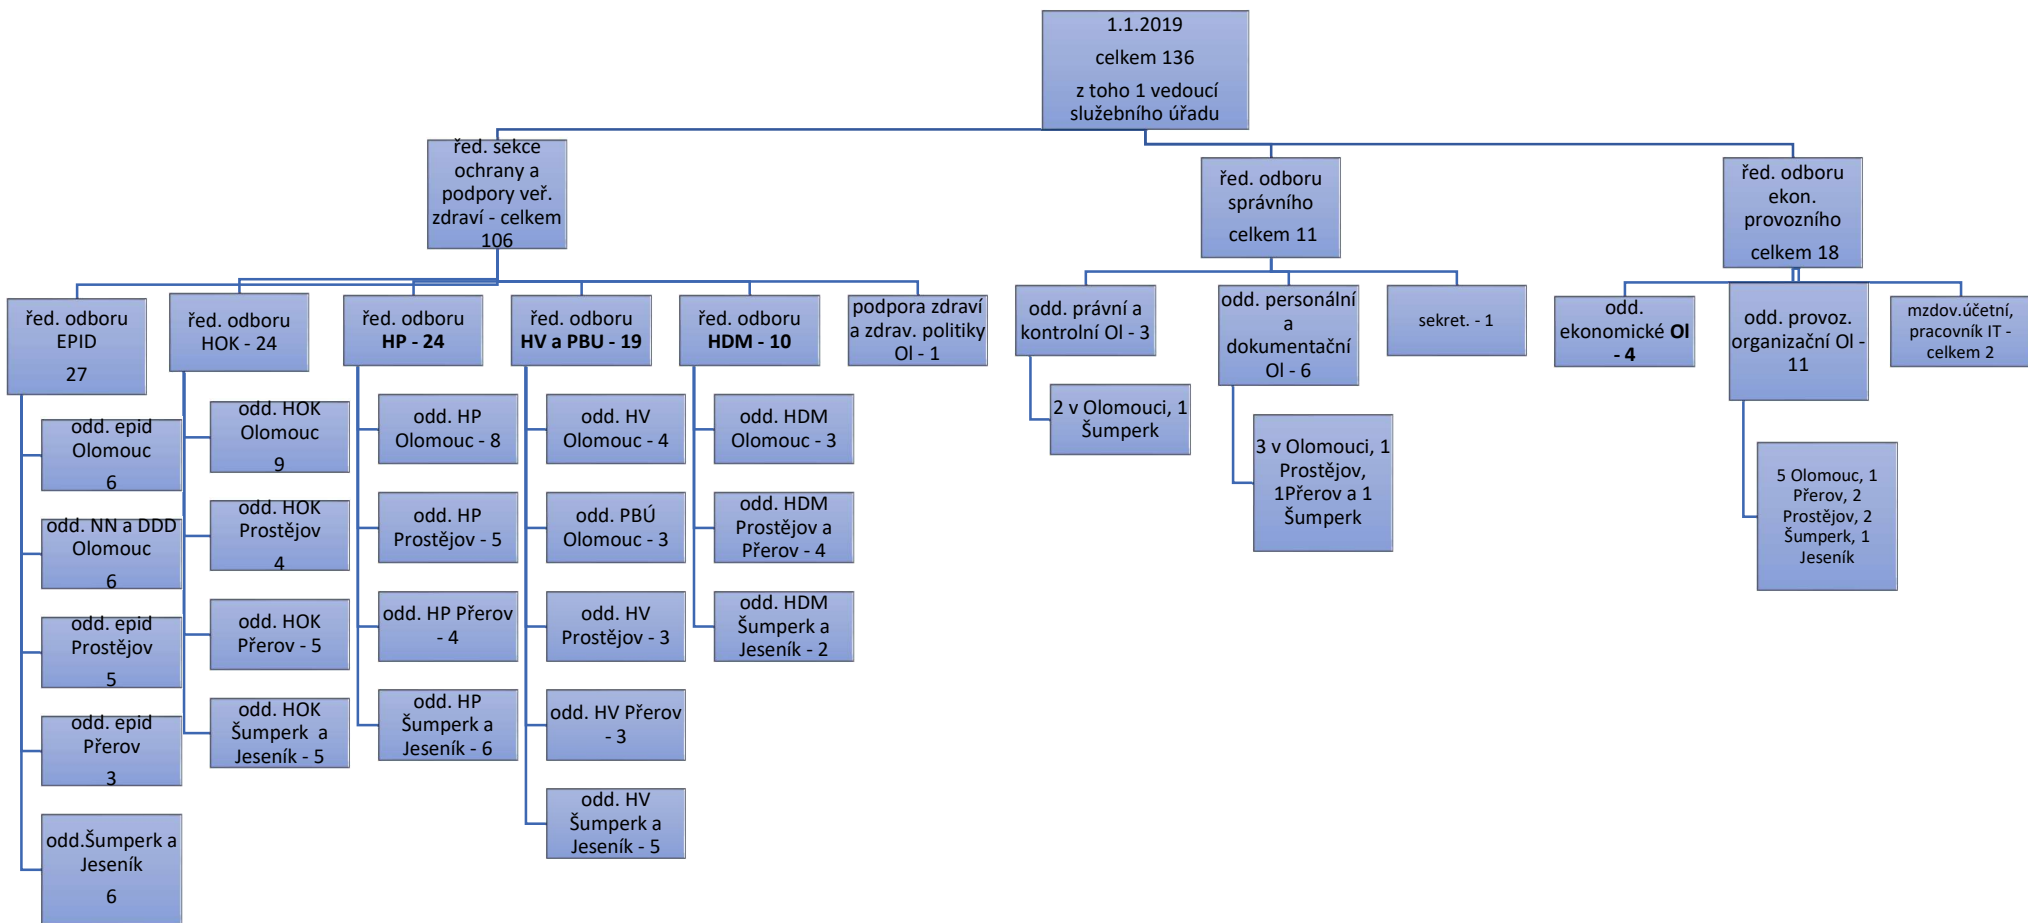 1.1.2019
celkem 136
z toho 1 vedoucí
služebního úřadu
řed. sekce
ochrany a
podpory veř.
zdraví - celkem
106
řed. odboru
správního
celkem 11
řed. odboru
ekon.
provozního
celkem 18
řed. odboru
EPID
27
řed. odboru
HOK - 24
řed. odboru
HP - 24
řed. odboru
HV a PBU - 19
řed. odboru
HDM - 10
podpora zdraví
a zdrav. politiky
Ol - 1
odd. právní a
kontrolní Ol - 3
odd. personální
a
dokumentační
Ol - 6
sekret. - 1
odd.
ekonomické Ol
- 4
odd. provoz.
organizační Ol -
11
mzdov.účetní,
pracovník IT -
celkem 2
odd. epid
Olomouc
6
odd. NN a DDD
Olomouc
6
odd. epid
Prostějov
5
odd. epid
Přerov
3
odd.Šumperk a
Jeseník
6
odd. HOK
Olomouc
9
odd. HOK
Prostějov
4
odd. HOK
Přerov - 5
odd. HOK
Šumperk  a
Jeseník - 5
odd. HP
Olomouc - 8
odd. HP
Prostějov - 5
odd. HP Přerov
- 4
odd. HP
Šumperk a
Jeseník - 6
odd. HV
Olomouc - 4
odd. PBÚ
Olomouc - 3
odd. HV
Prostějov - 3
odd. HV Přerov
- 3
odd. HV
Šumperk a
Jeseník - 5
odd. HDM
Olomouc - 3
odd. HDM
Prostějov a
Přerov - 4
odd. HDM
Šumperk a
Jeseník - 2
2 v Olomouci, 1
Šumperk
3 v Olomouci, 1
Prostějov,
1Přerov a 1
Šumperk
5 Olomouc, 1
Přerov, 2
Prostějov, 2
Šumperk, 1
Jeseník